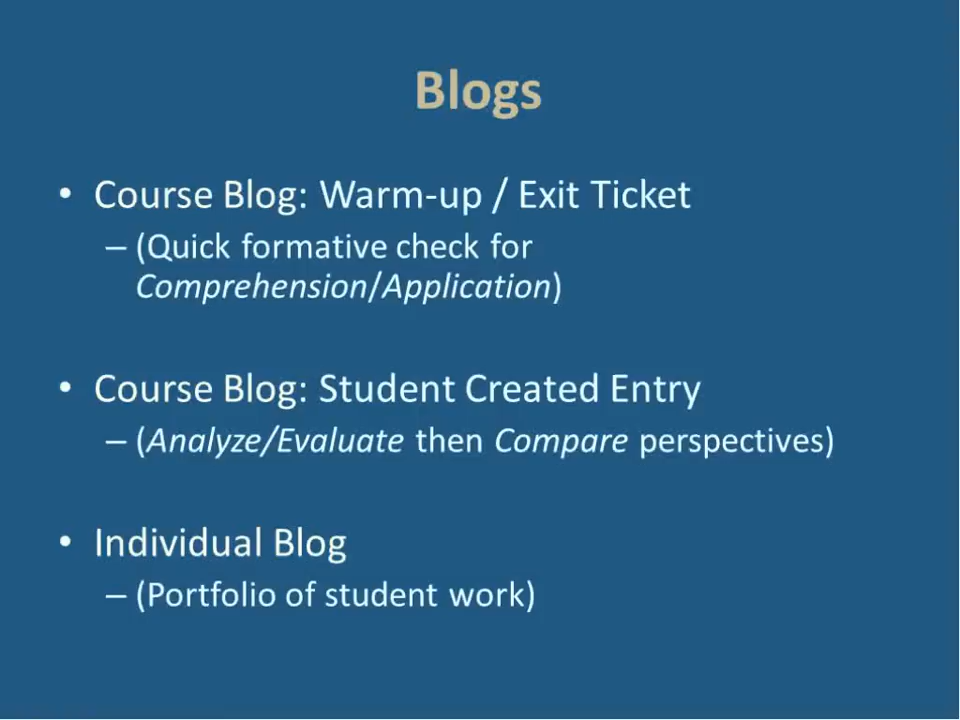 Blogs
• Course Blog: Warm-up / Exit Ticket
– (Quick formative check for
Comprehension/Application)
• Course Blog: Student Created Entry
– (Analyze/Evaluate then Compare perspectives)
• Individual Blog
– (Portfolio of student work)